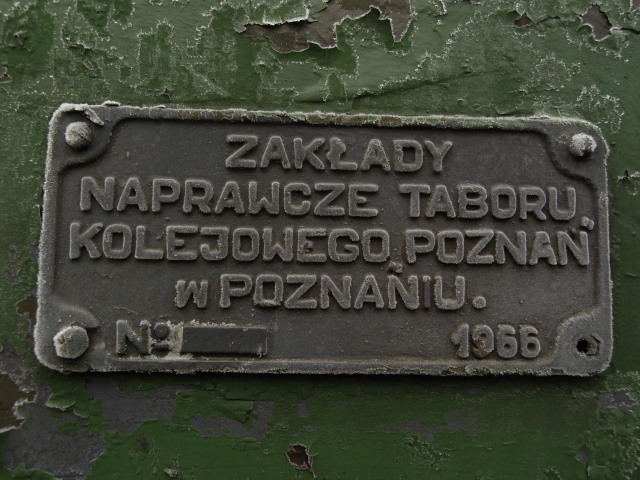 ZAKŁADY
NAPRAWCZE TABORU
KOLEJOWEGO POZNAŃ
w POZNANiU.
№ 1966